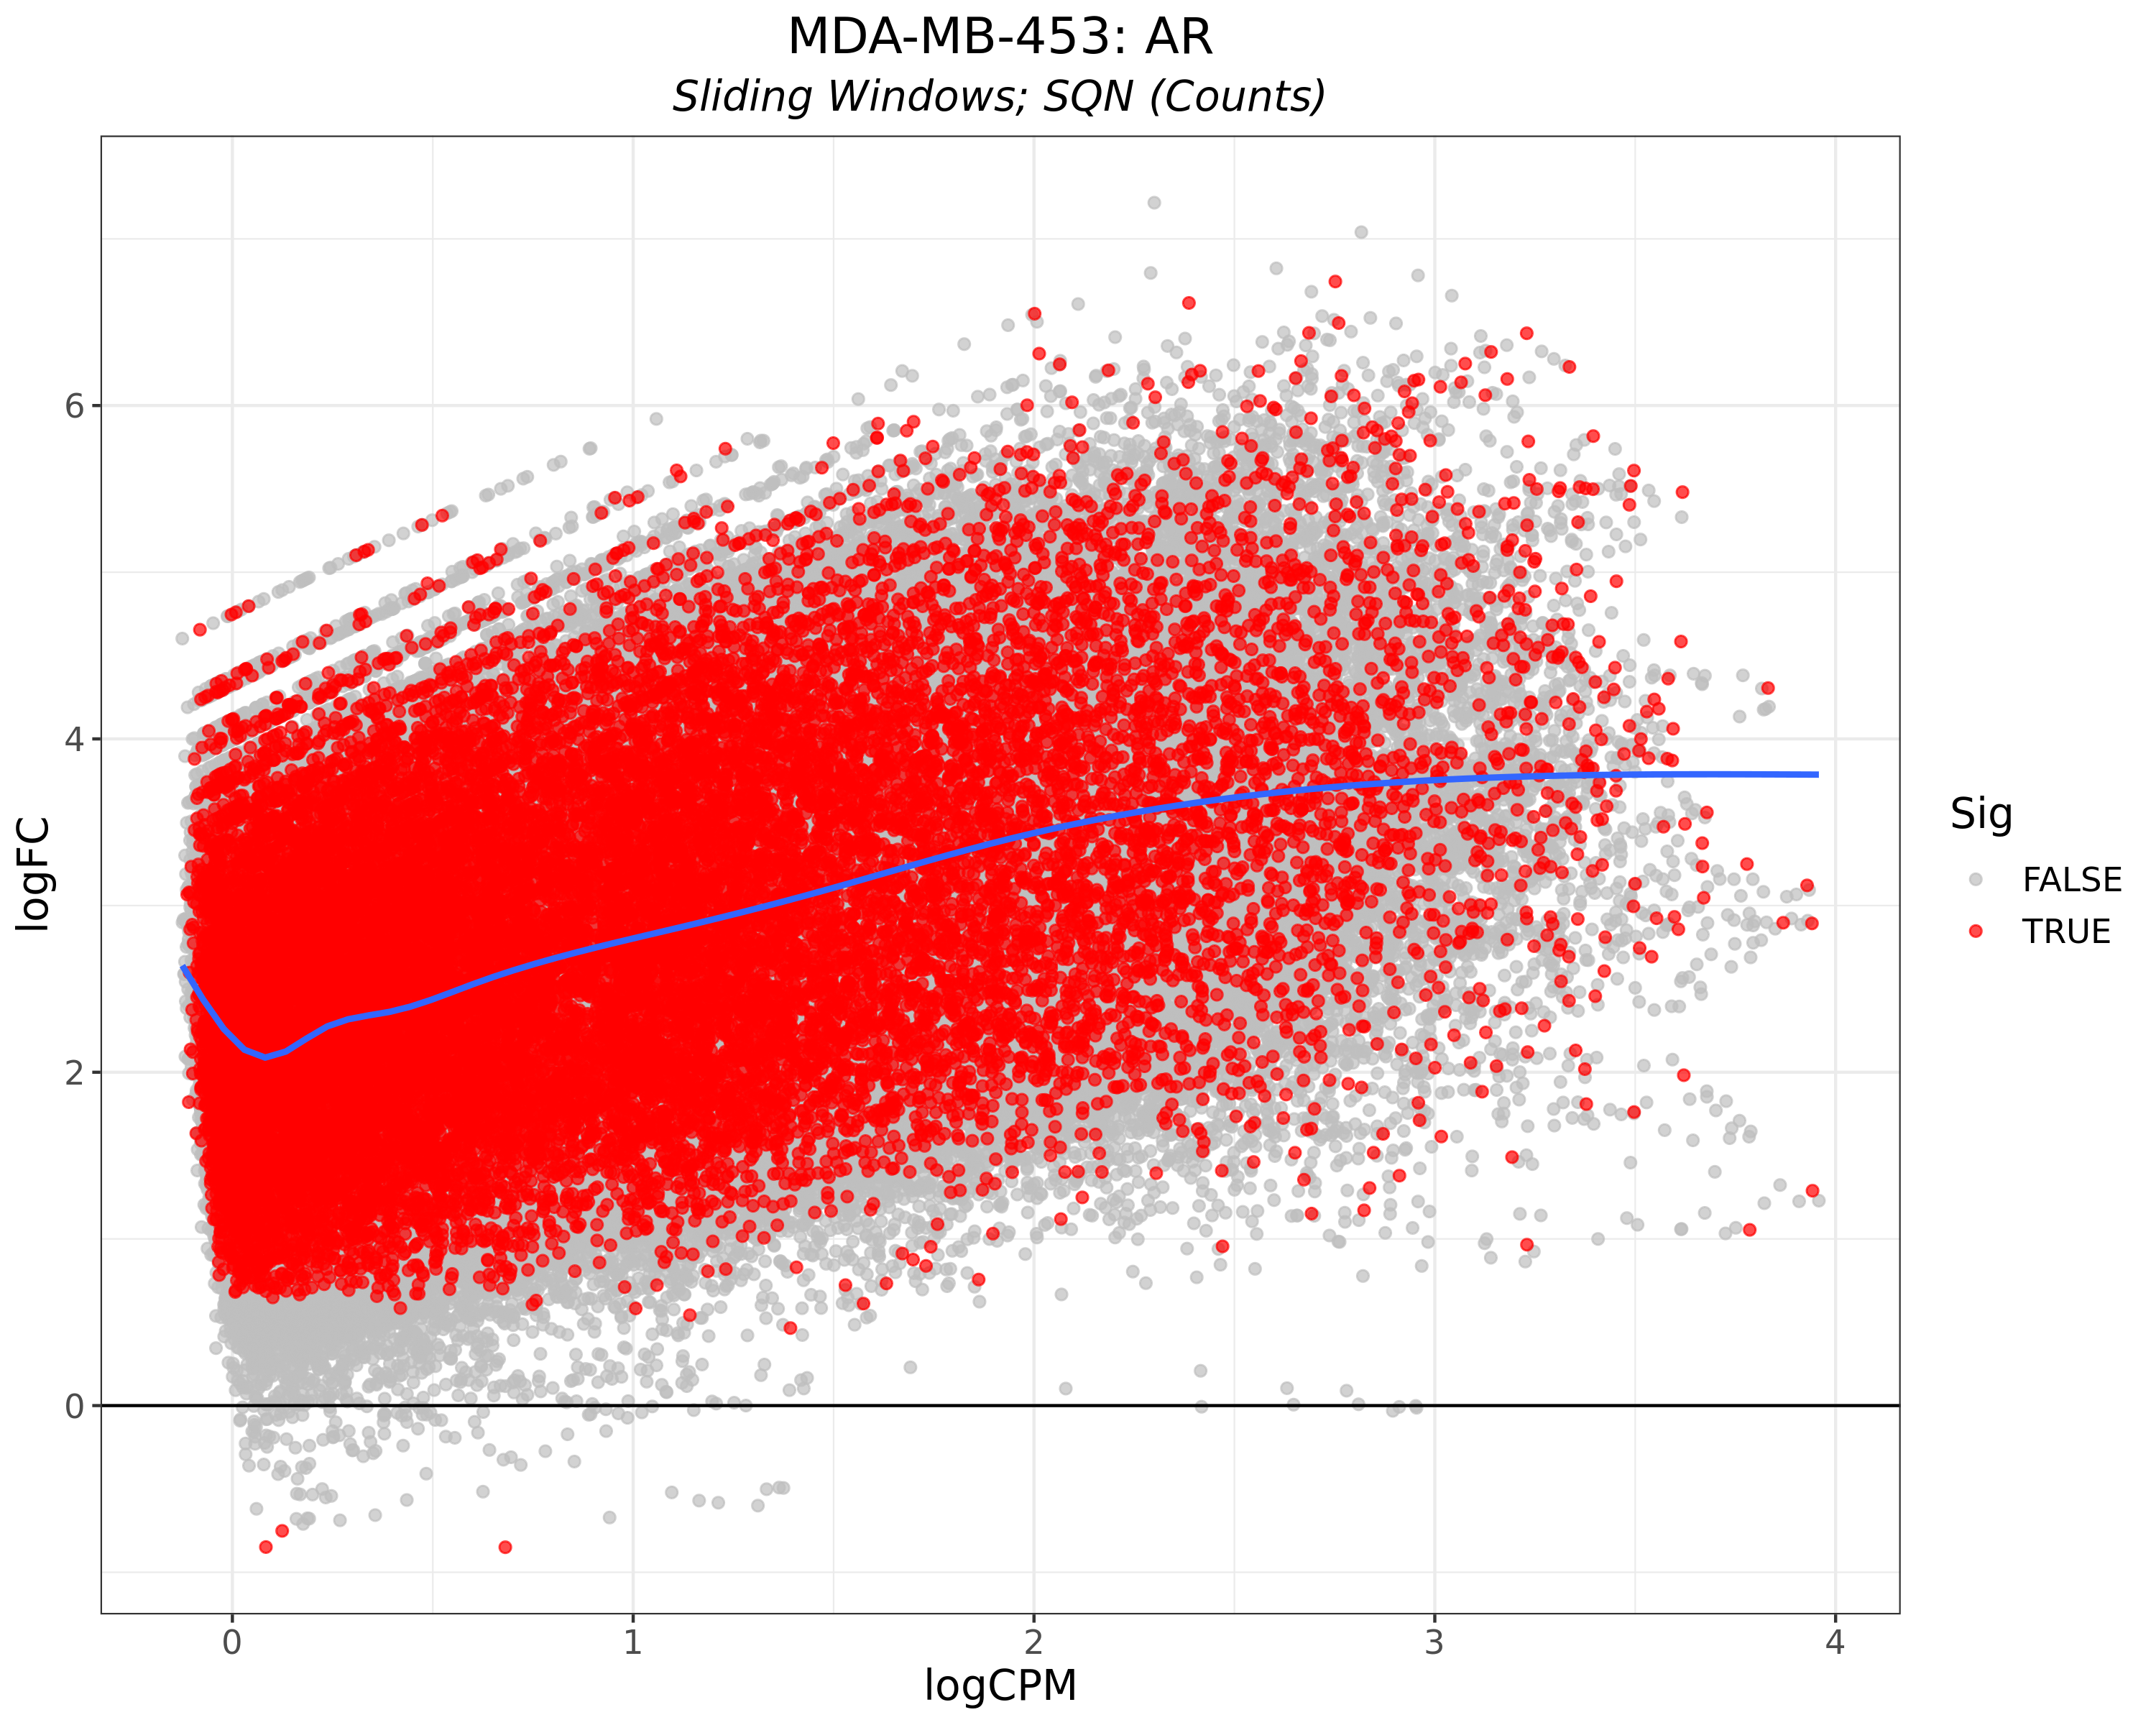 MDA-MB-453: AR
Sliding Windows; SQN (Counts)
logFC
6
4
2
0
0
1
2
3
4
logCPM
Sig
FALSE
TRUE